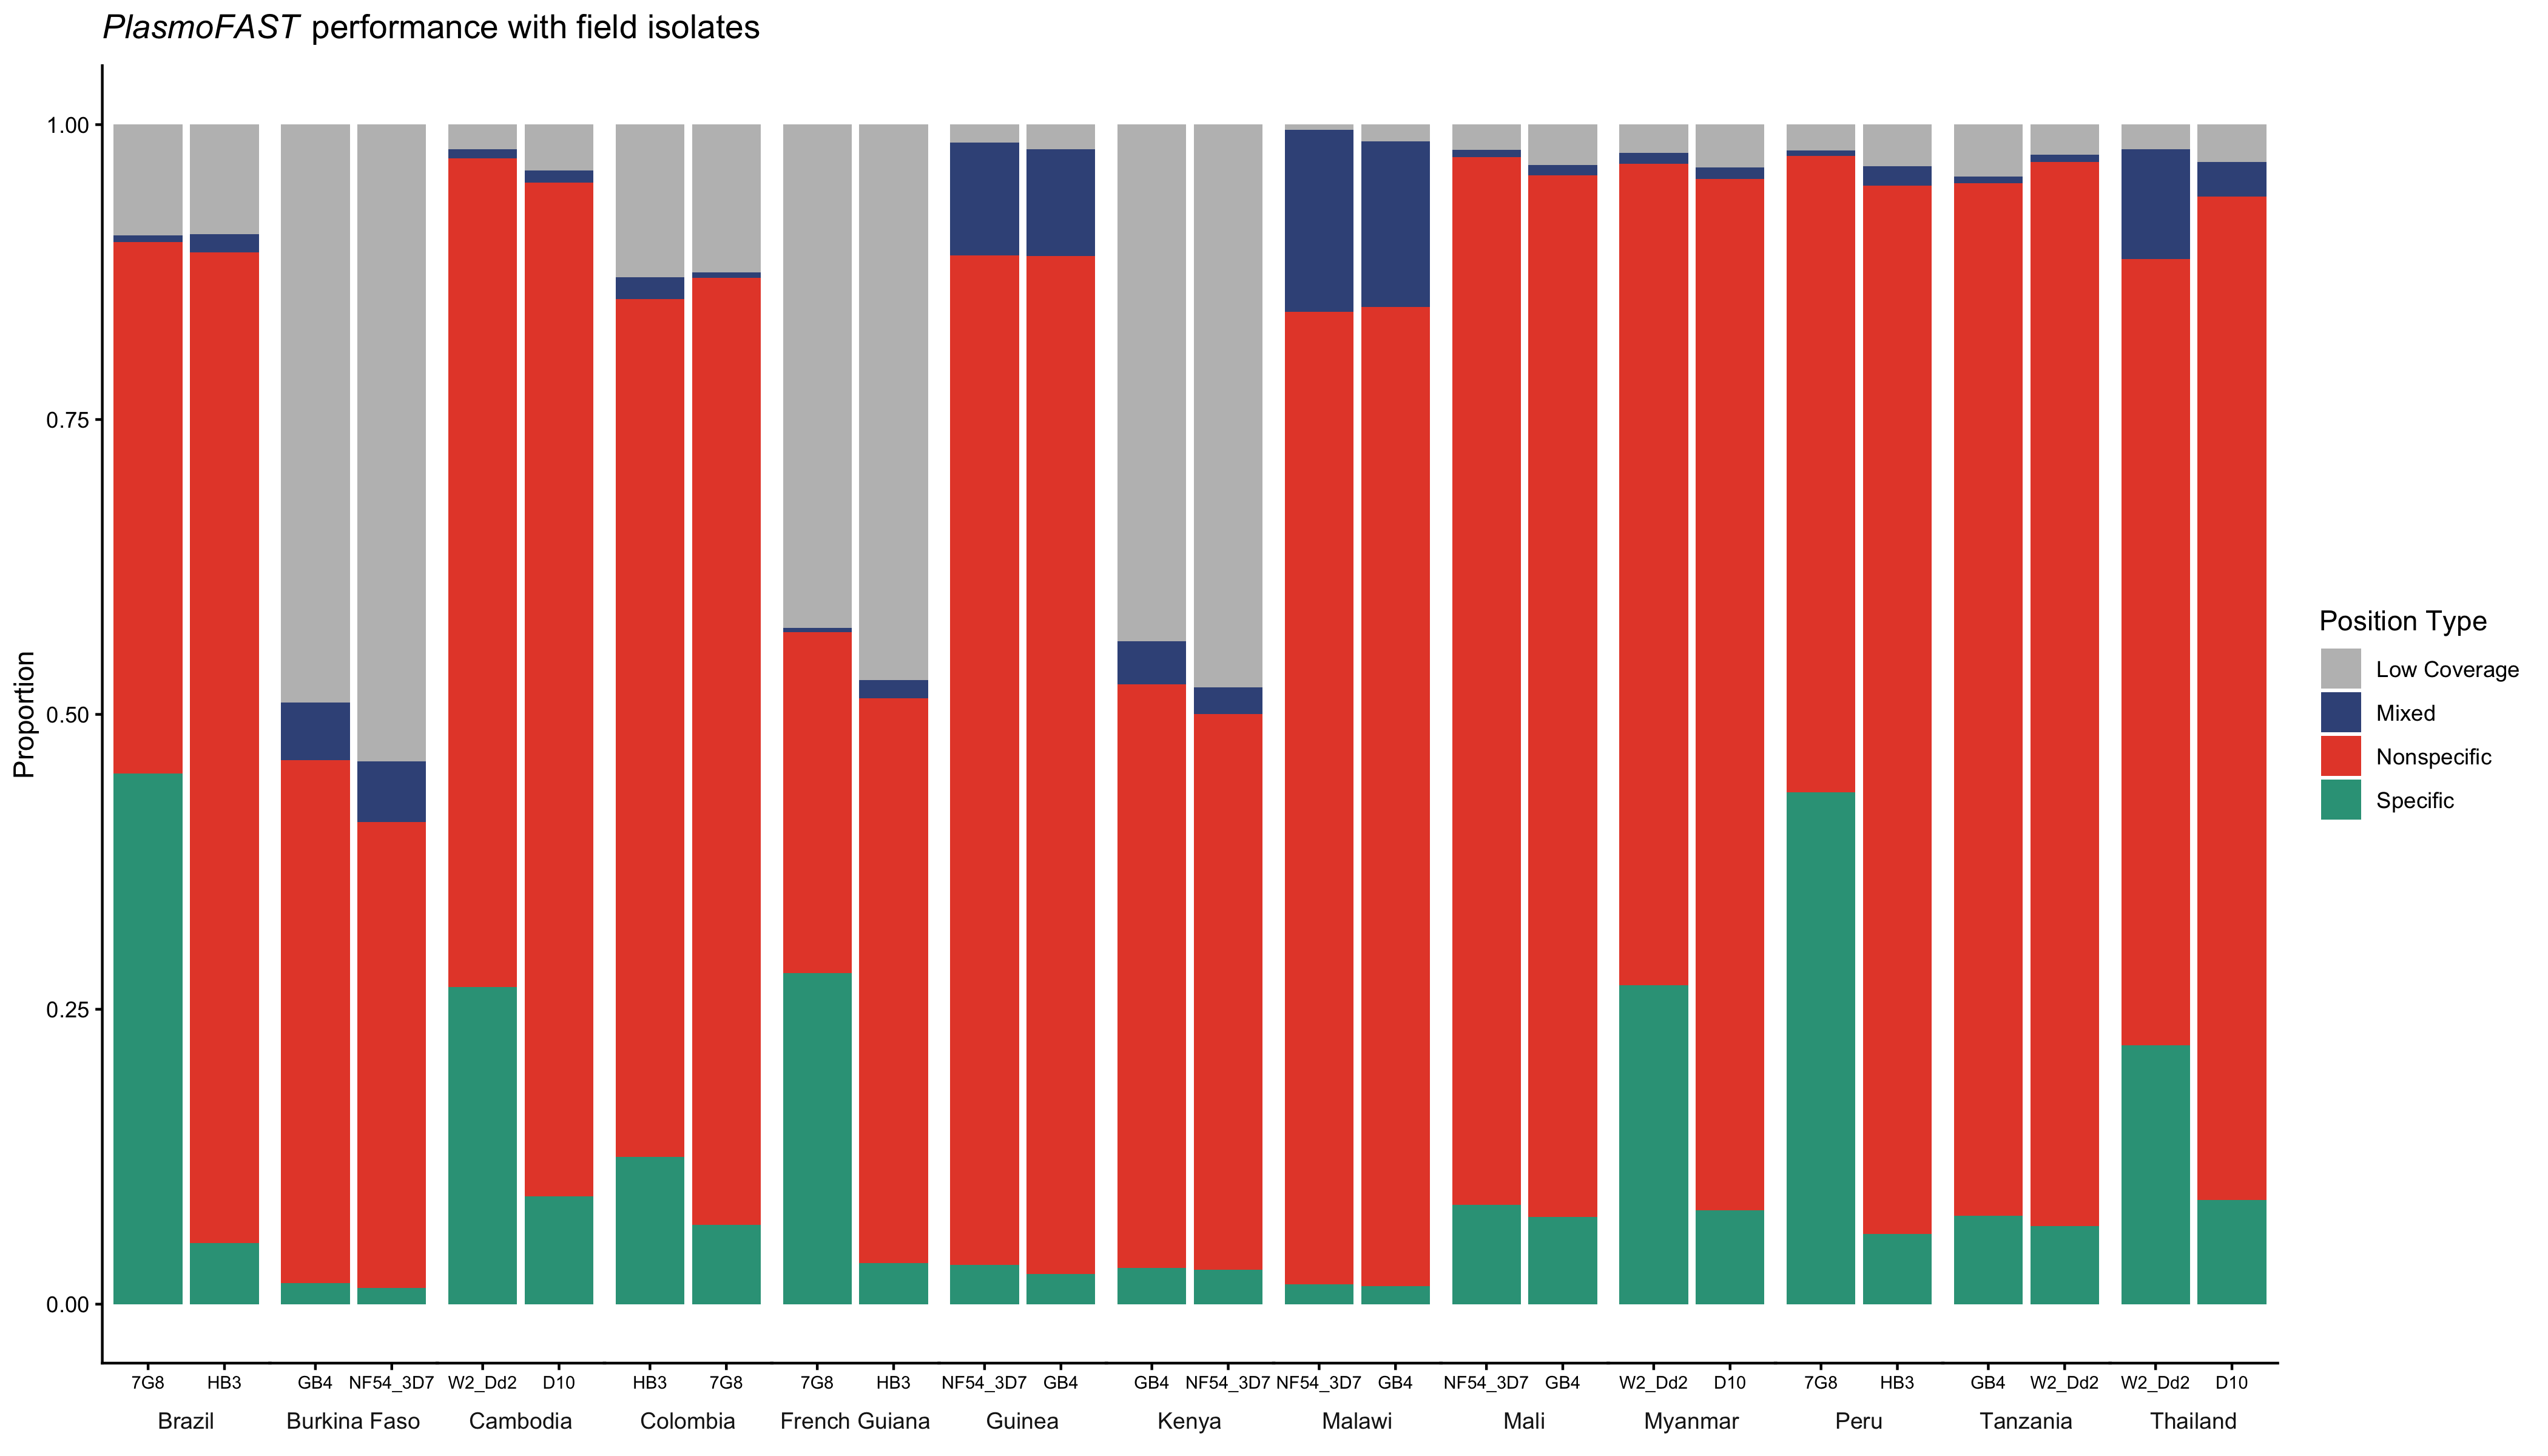 PlasmoFAST performance with field isolates
1.00
0.75
0.50
0.25
0.00
Proportion
7G8 HB3 GB4 NF54_3D7 W2_Dd2 D10 HB3 7G8 7G8 HB3 NF54_3D7 GB4 GB4 NF54_3D7 NF54_3D7 GB4 NF54_3D7 GB4 W2_Dd2 D10 7G8 HB3 GB4 W2_Dd2 W2_Dd2 D10
Brazil Burkina Faso Cambodia Colombia French Guiana Guinea Kenya Malawi Mali Myanmar Peru Tanzania Thailand
Position Type
Low Coverage
Mixed
Nonspecific
Specific